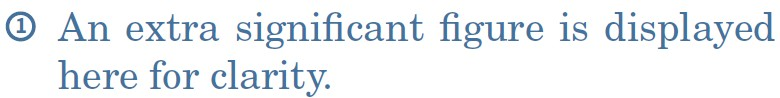 ① An extra significant figure is displayed
here for clarity.